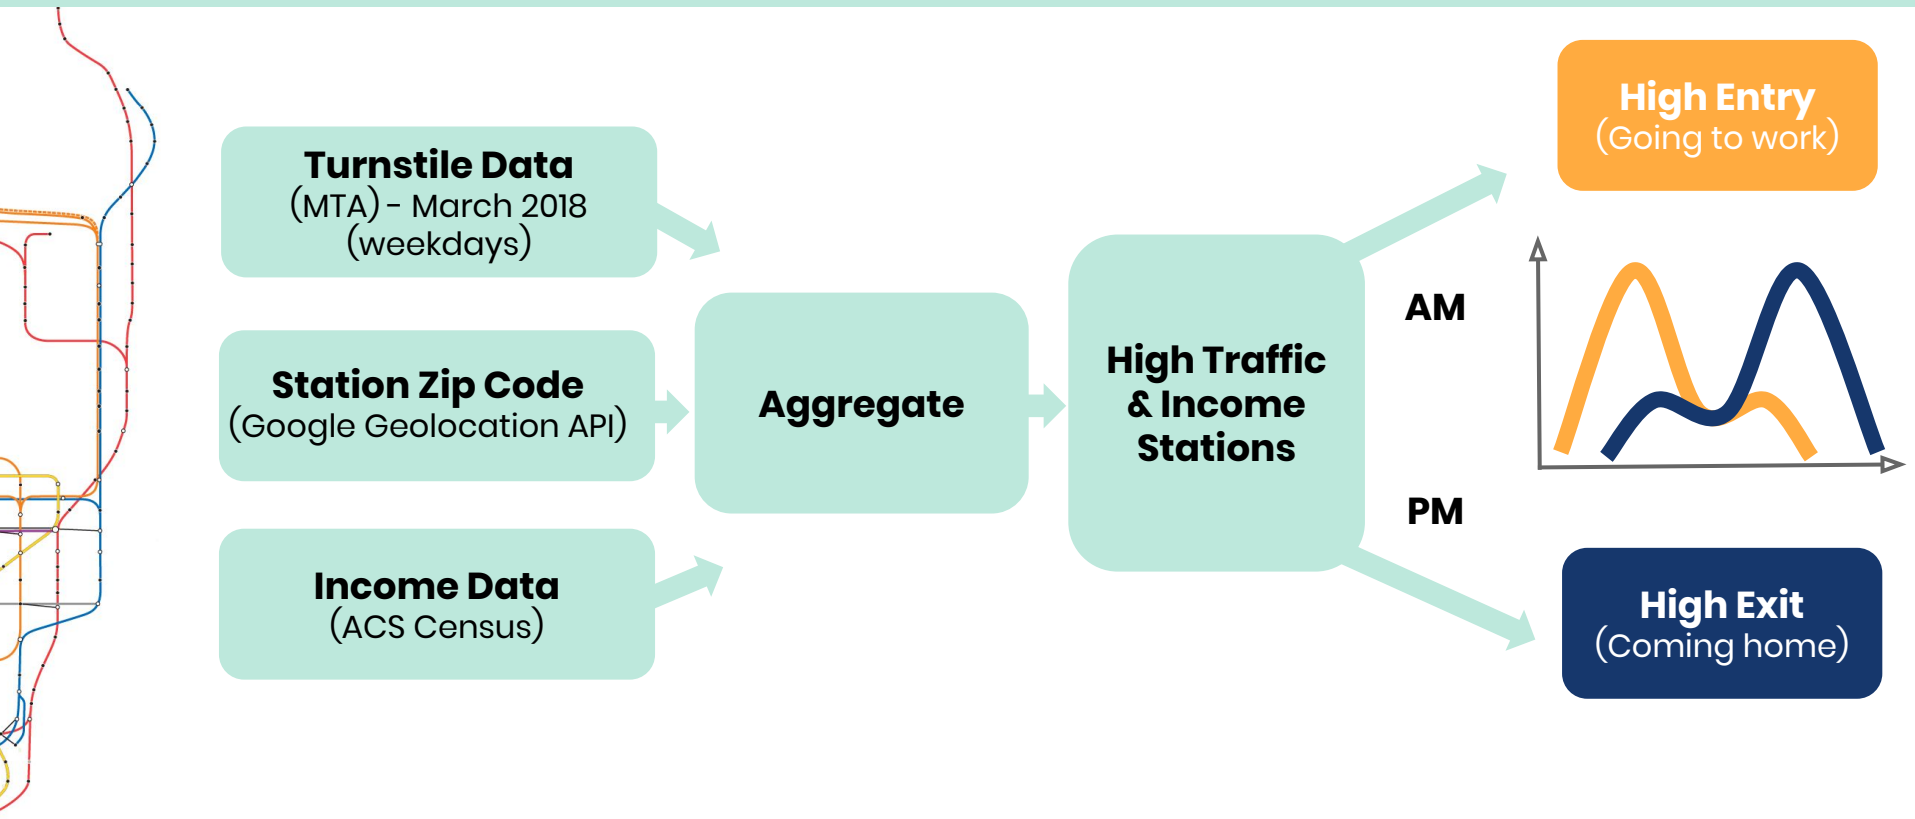 Turnstile Data
(MTA) - March 2018
(weekdays)
Station Zip Code
(Google Geolocation API)
Income Data
(ACS Census)
Aggregate
High Traffic
& Income
Stations
AM
PM
High Entry
(Going to work)
High Exit
(Coming home)